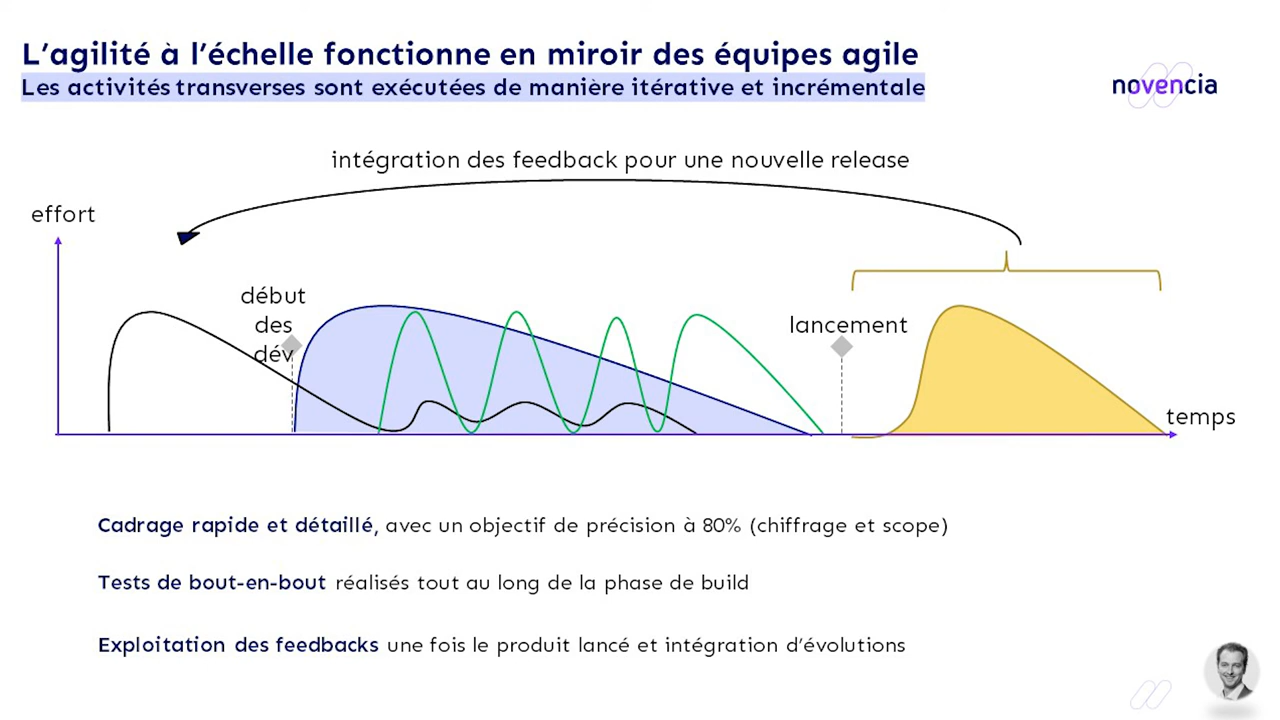 L’agilité à l’échelle fonctionne en miroir des équipes agile
Les activités transverses sont exécutées de manière itérative et incrémentale
novencia
intégration des feedback pour une nouvelle release
effort
début
des
dév
lancement
temps
Cadrage rapide et détaillé, avec un objectif de précision à 80% (chiffrage et scope)
Tests de bout-en-bout réalisés tout au long de la phase de build
Exploitation des feedbacks une fois le produit lancé et intégration d’évolutions